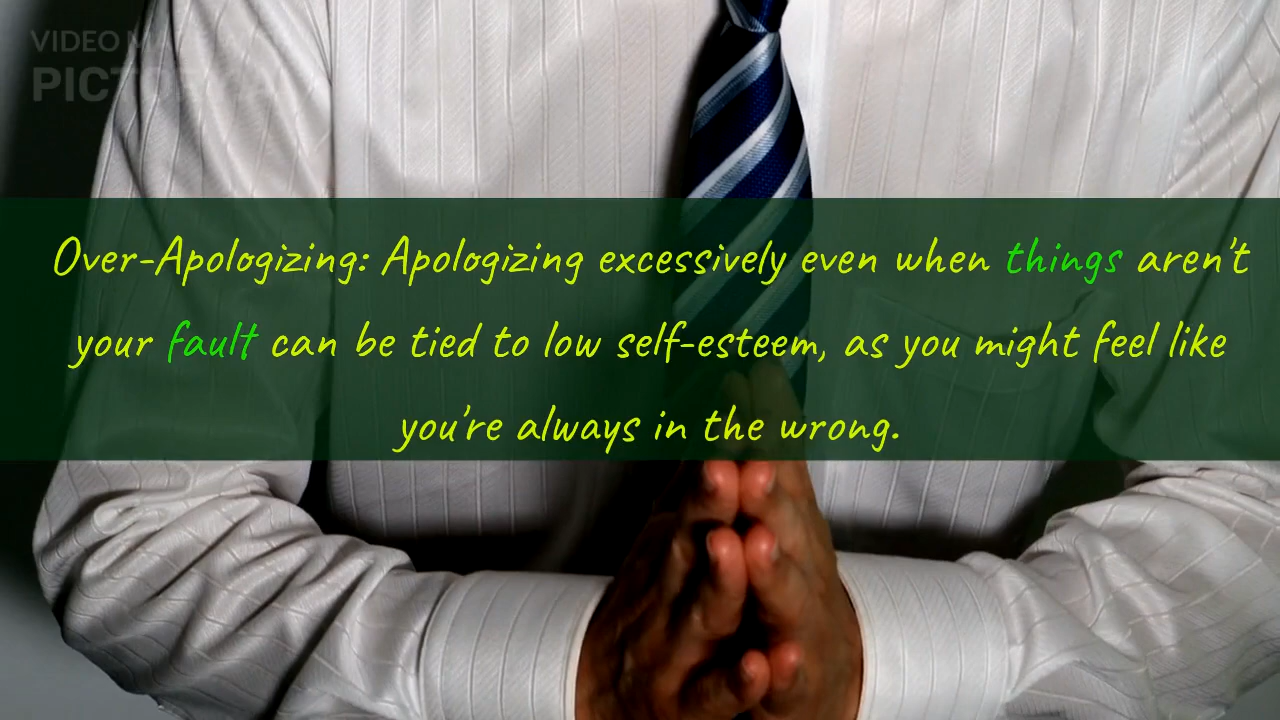 VIDEO
Over-Apologizing: Apologizing excessively even when things aren't
your fault can be tied to low self-esteem, as you might feel like
you're always in the wrong.